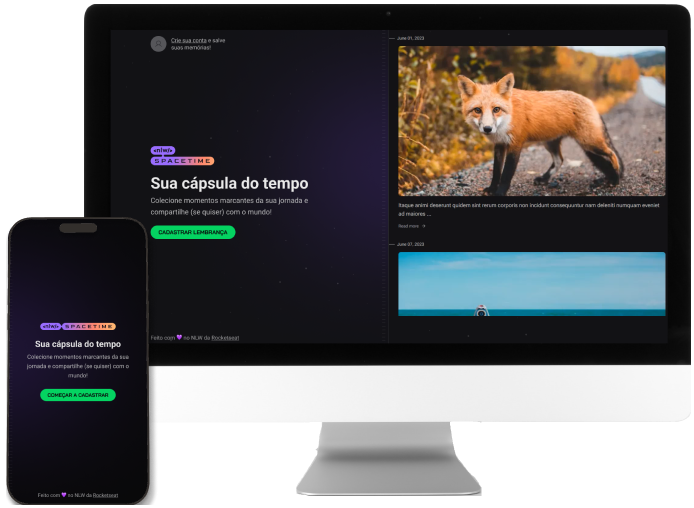 Crie sua conta e salve
suas memórias!
<nlw/>
SPACETIME
Sua cápsula do tempo
Colecione momentos marcantes da sua jornada e
compartilhe (se quiser) com o mundo!
CADASTRAR LEMBRANÇA
Feito com 💜 no NLW da Rocketseat
June 01, 2023
Itaque animi deserunt quidem sint rerum corporis non incidunt consequuntur nam deleniti numquam eveniet
ad maiores ...
Read more →
June 07, 2023
<nlw/> SPACETIME
Sua cápsula do tempo
Colecione momentos marcantes da sua
jornada e compartilhe (se quiser) com o
mundo!
COMEÇAR A CADASTRAR
Feito com 💜 no NLW da Rocketseat